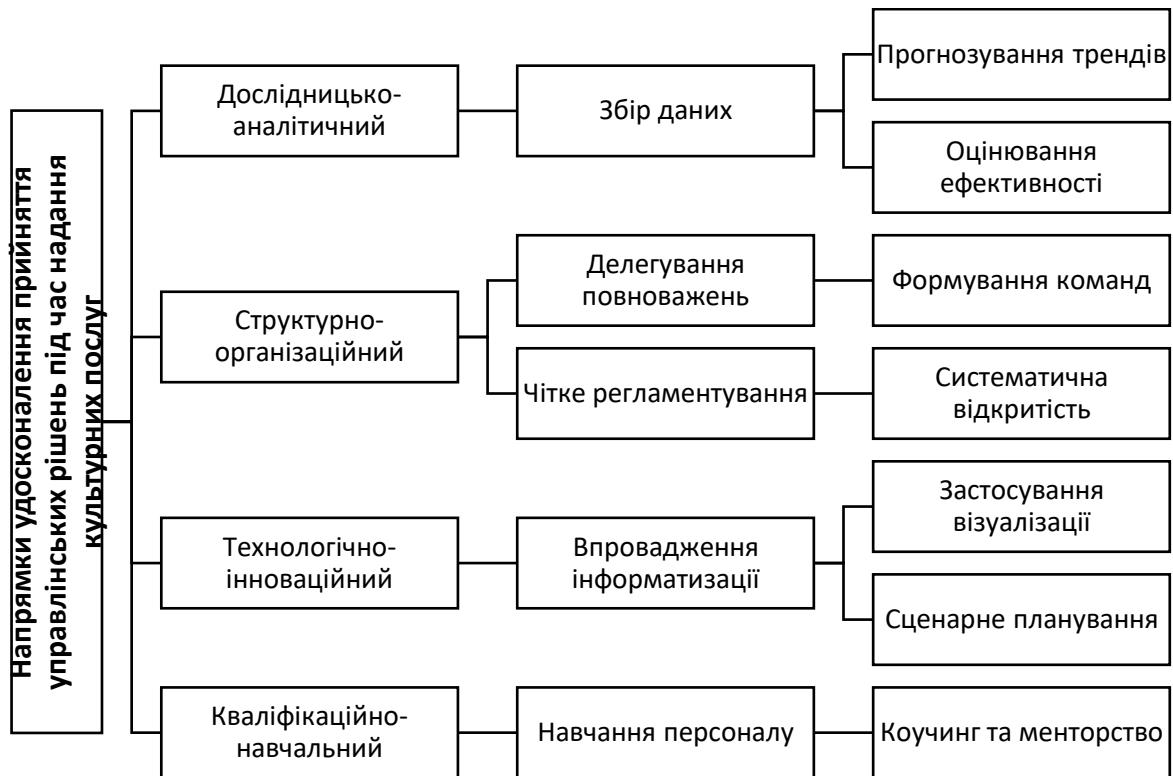 Напрямки удосконалення прийняття
управлінських рішень під час надання
культурних послуг
Дослідницько-
аналітичний
Збір даних
Прогнозування трендів
Оцінювання
ефективності
Структурно-
організаційний
Делегування
повноважень
Формування команд
Чітке регламентування
Систематична
відкритість
Технологічно-
інноваційний
Впровадження
інформатизації
Застосування
візуалізації
Сценарне планування
Кваліфікаційно-
навчальний
Навчання персоналу
Коучинг та менторство